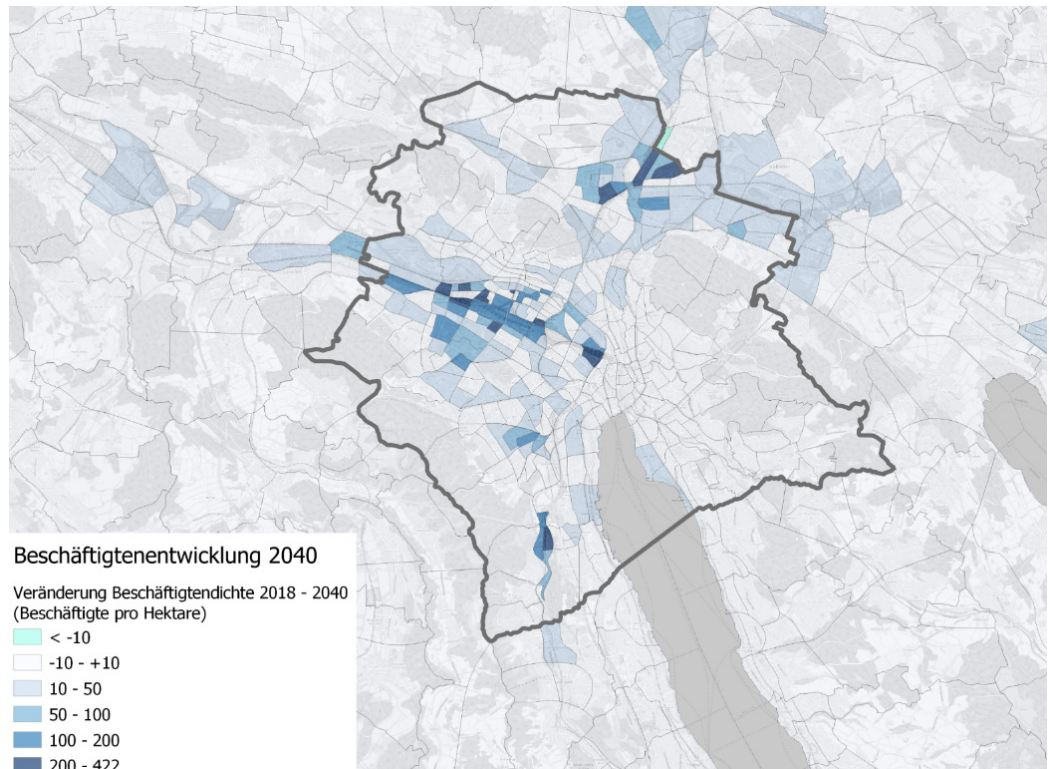 Beschäftigtenentwicklung 2040
Veränderung Beschäftigtendichte 2018 - 2040
(Beschäftigte pro Hektare)
< -10
-10 - +10
10 - 50
50 - 100
100 - 200
200 - 422